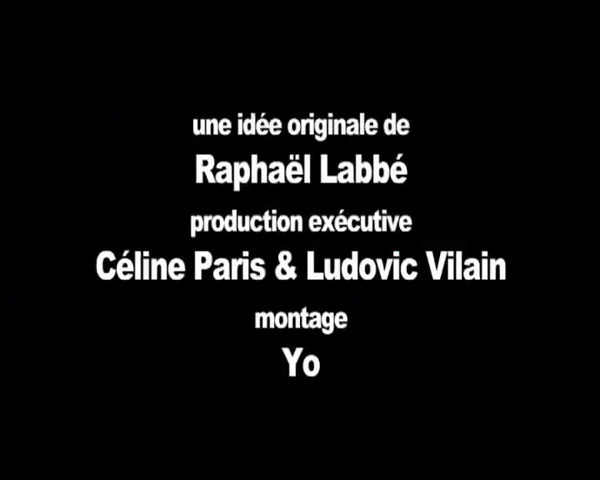 une idée originale de
Raphaël Labbé
production exécutive
Céline Paris & Ludovic Vilain
montage
Yo